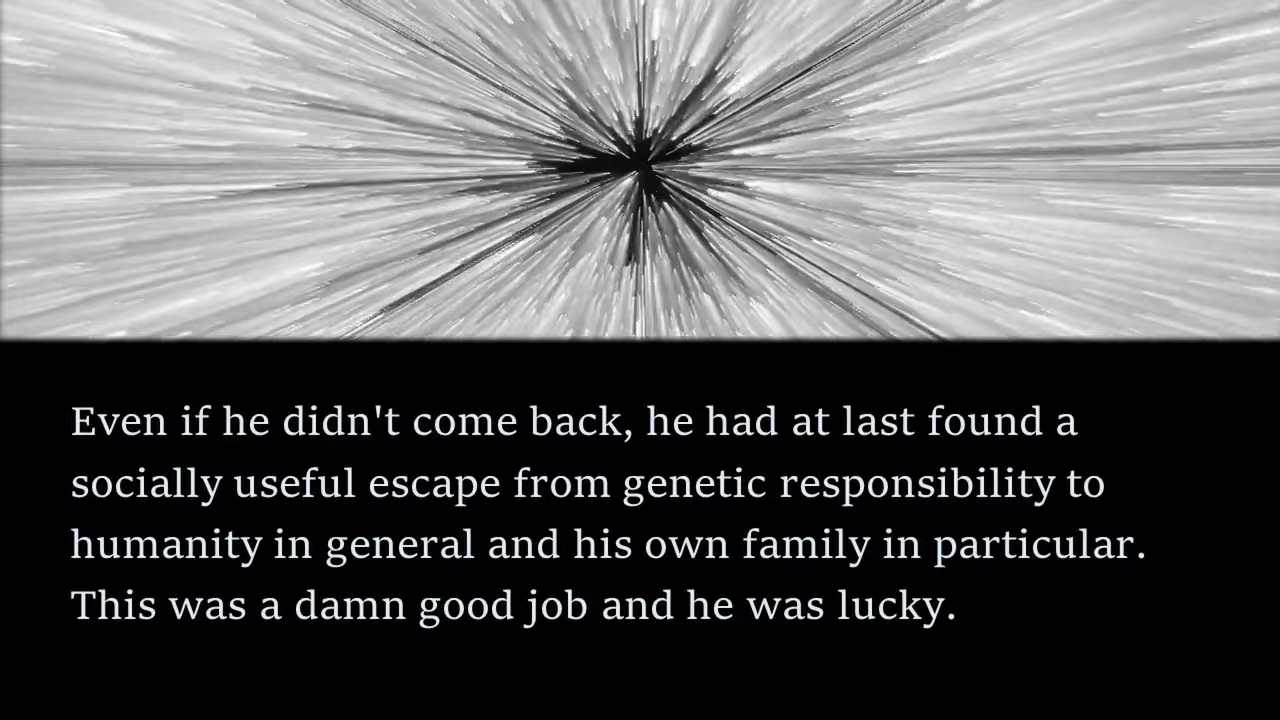 Even if he didn't come back, he had at last found a
socially useful escape from genetic responsibility to
humanity in general and his own family in particular.
This was a damn good job and he was lucky.